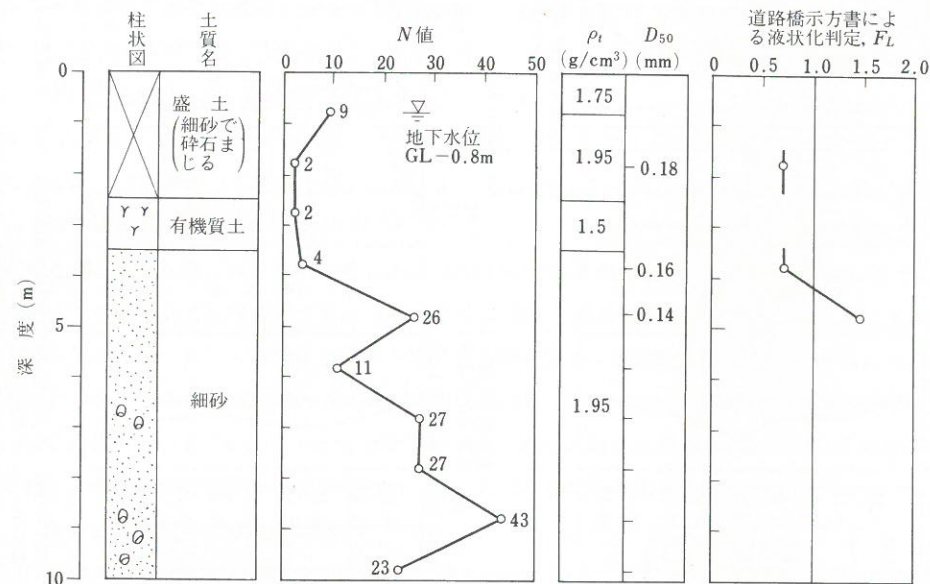 柱状図
土質名
N値
0 10 20 30 40 50
ρt
(g/cm³)
D50
(mm)
道路橋示方書によ
る液状化判定, FL
0 0.5 1.0 1.5 2.0
深度(m)
0
5
10
盛土
(細砂で
砕石ま
じる)
有機質土
細砂
9
2
2
4
26
11
27
27
43
23
地下水位
GL−0.8m
1.75
1.95
1.5
1.95
0.18
0.16
0.14